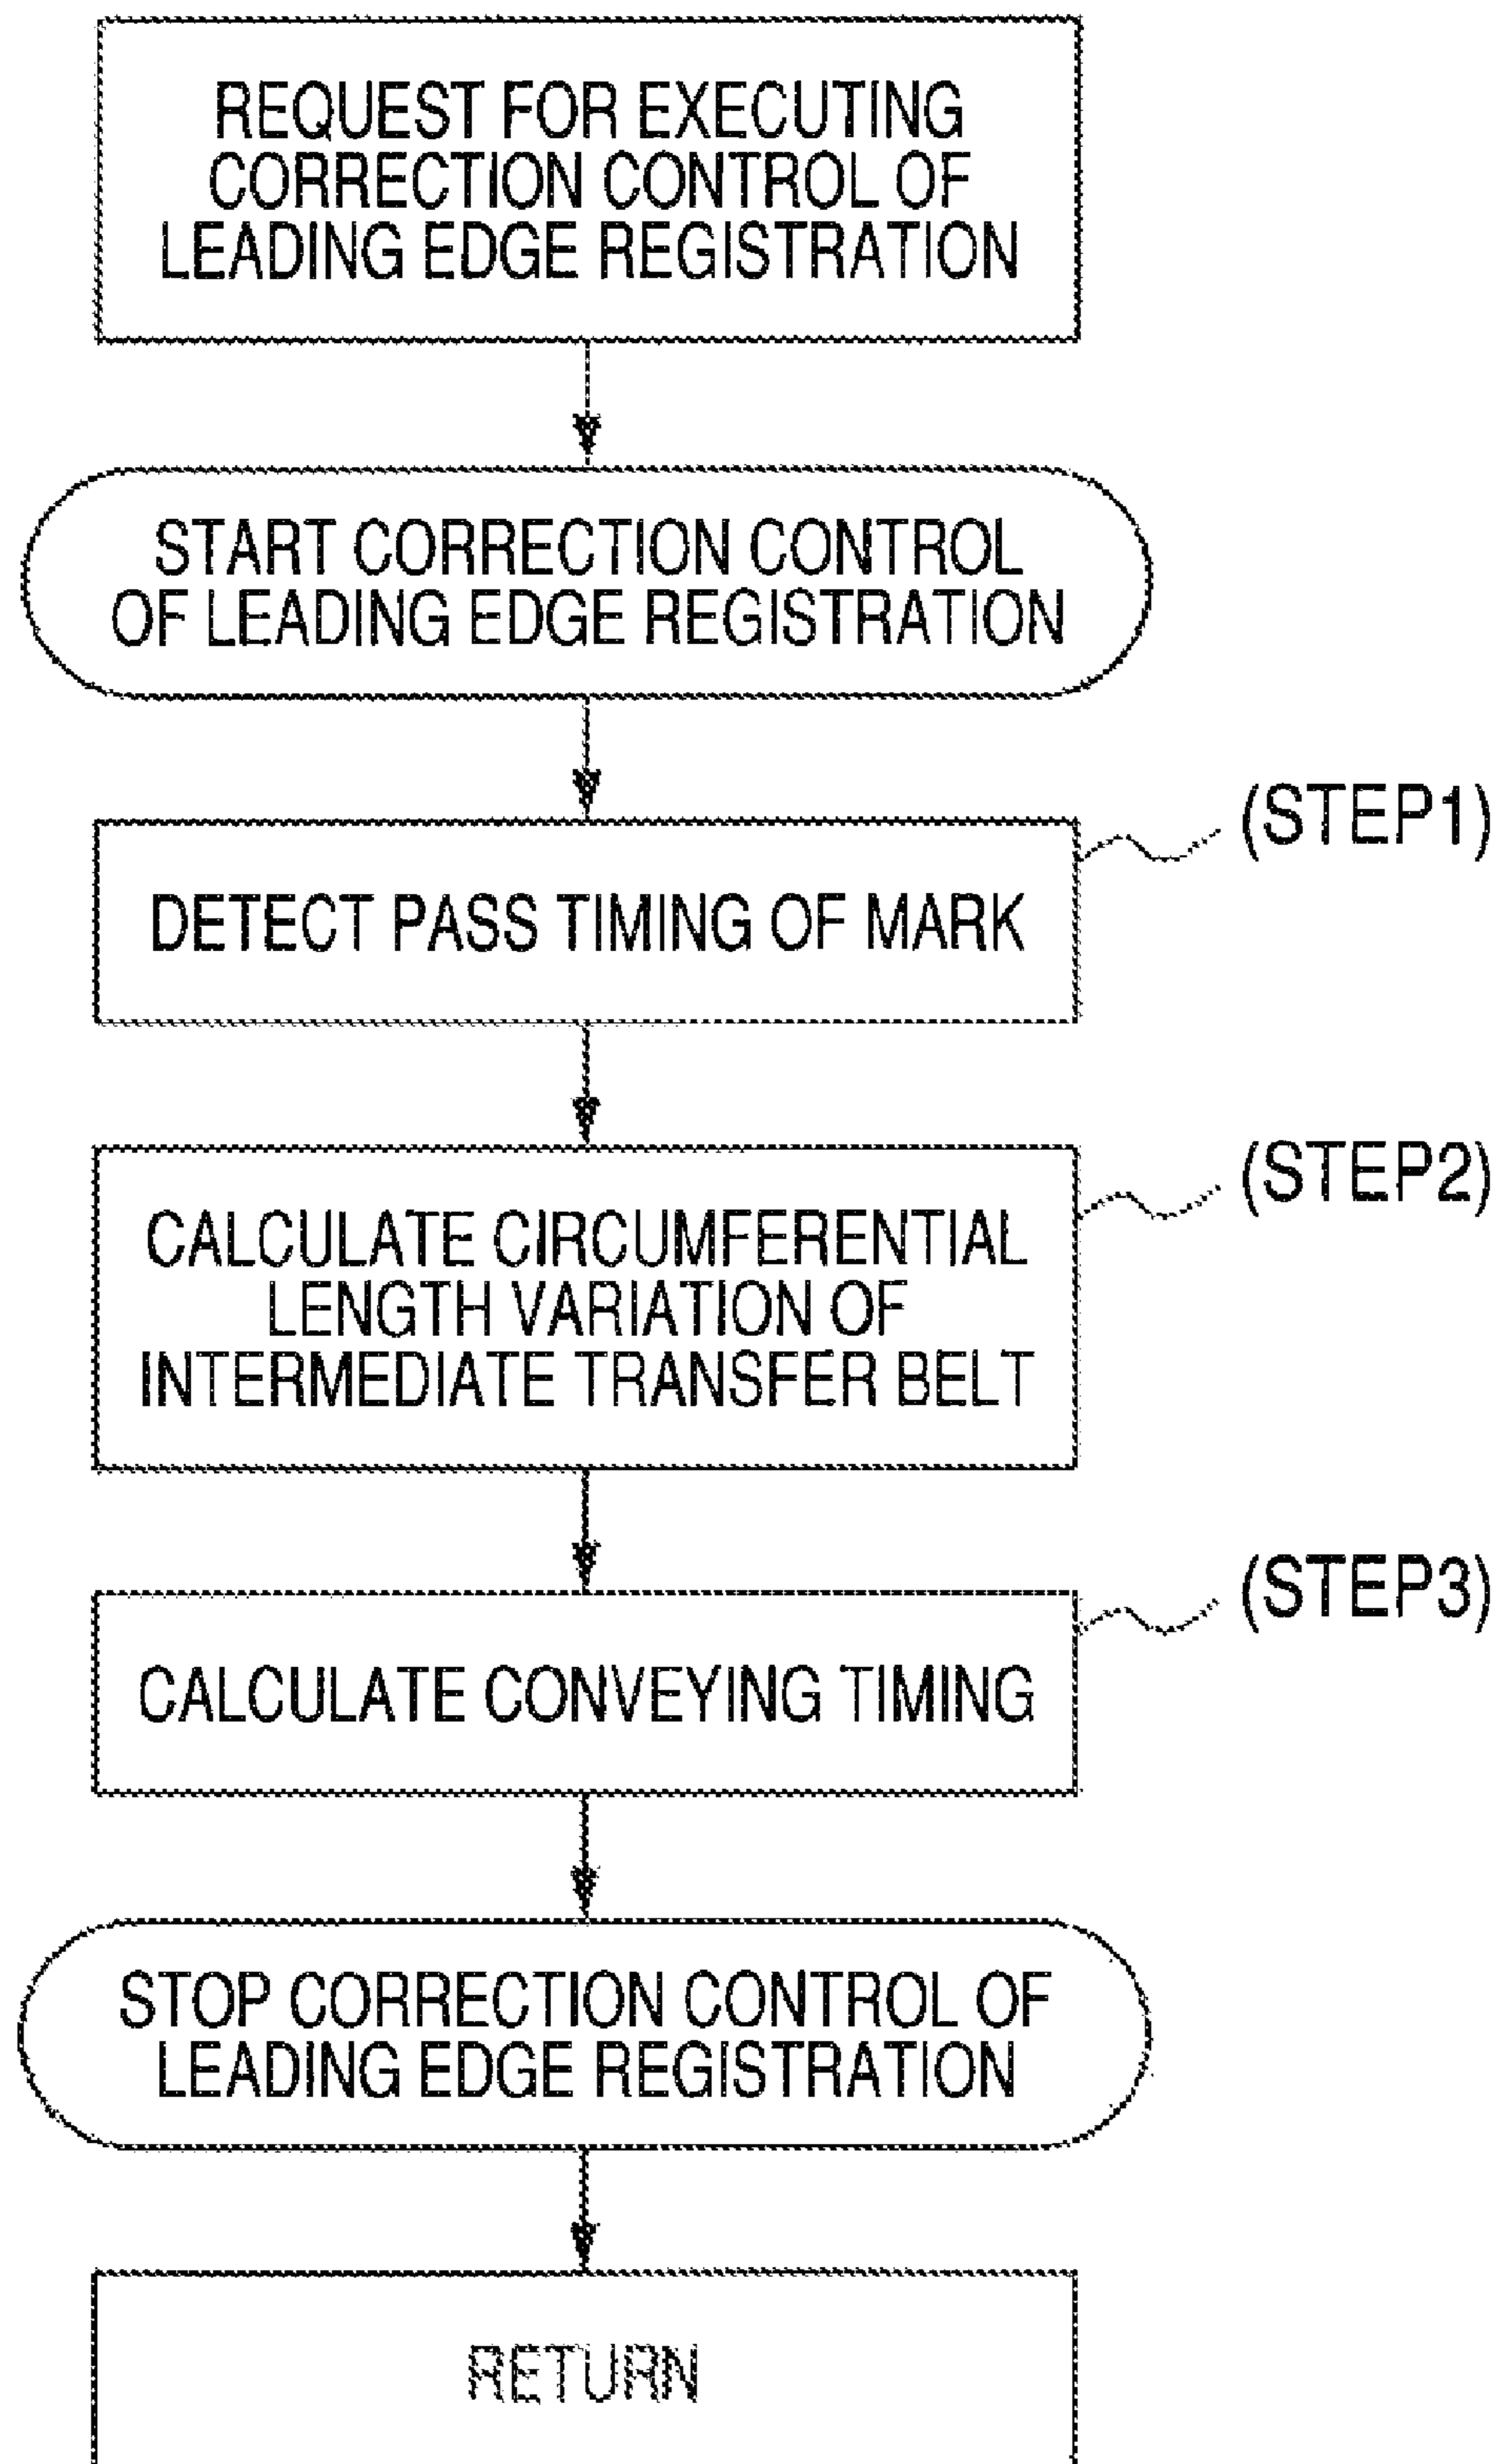 REQUEST FOR EXECUTING
CORRECTION CONTROL OF
LEADING EDGE REGISTRATION
START CORRECTION CONTROL
OF LEADING EDGE REGISTRATION
(STEP1)
DETECT PASS TIMING OF MARK
(STEP2)
CALCULATE CIRCUMFERENTIAL
LENGTH VARIATION OF
INTERMEDIATE TRANSFER BELT
(STEP3)
CALCULATE CONVEYING TIMING
STOP CORRECTION CONTROL OF
LEADING EDGE REGISTRATION
RETURN